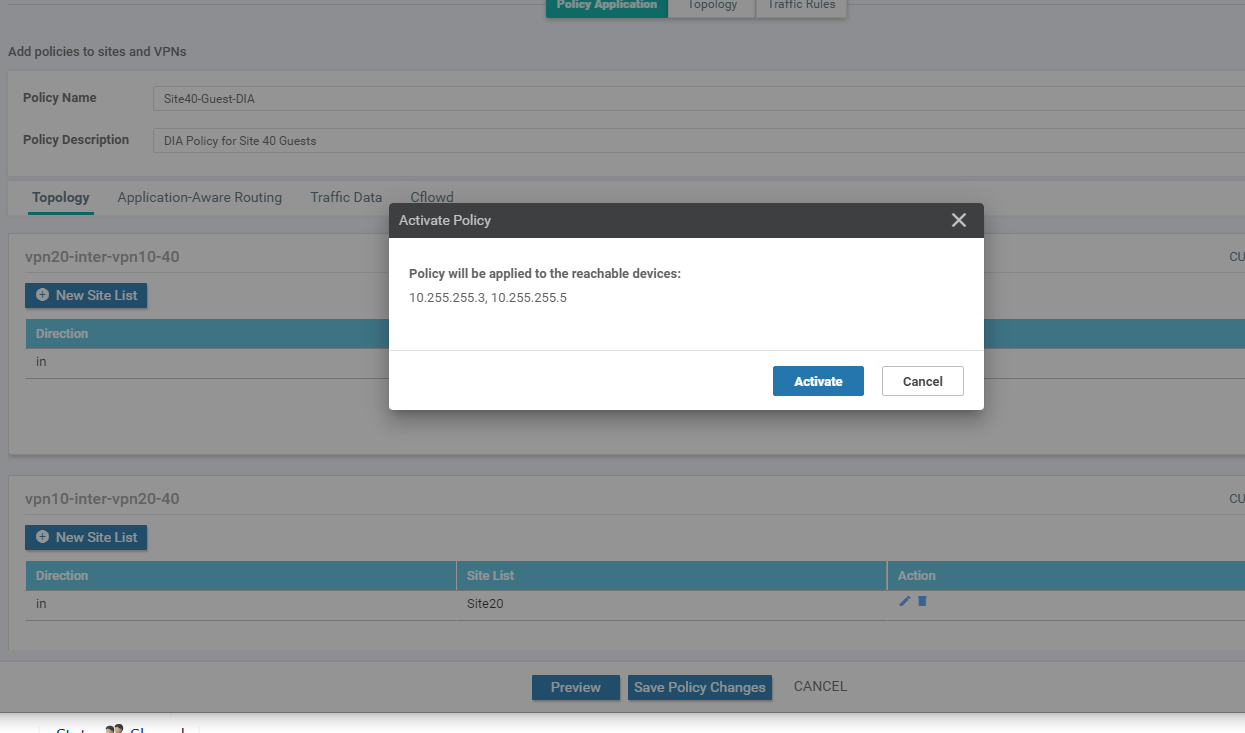 Policy Application Topology Traffic Rules
Add policies to sites and VPNs
Policy Name Site40-Guest-DIA
Policy Description DIA Policy for Site 40 Guests
Topology Application-Aware Routing Traffic Data Cflowd
Activate Policy
Policy will be applied to the reachable devices:
10.255.255.3, 10.255.255.5
Activate Cancel
vpn20-inter-vpn10-40 CU
New Site List
Direction
in
vpn10-inter-vpn20-40 CU
New Site List
Direction Site List Action
in Site20
Preview Save Policy Changes CANCEL